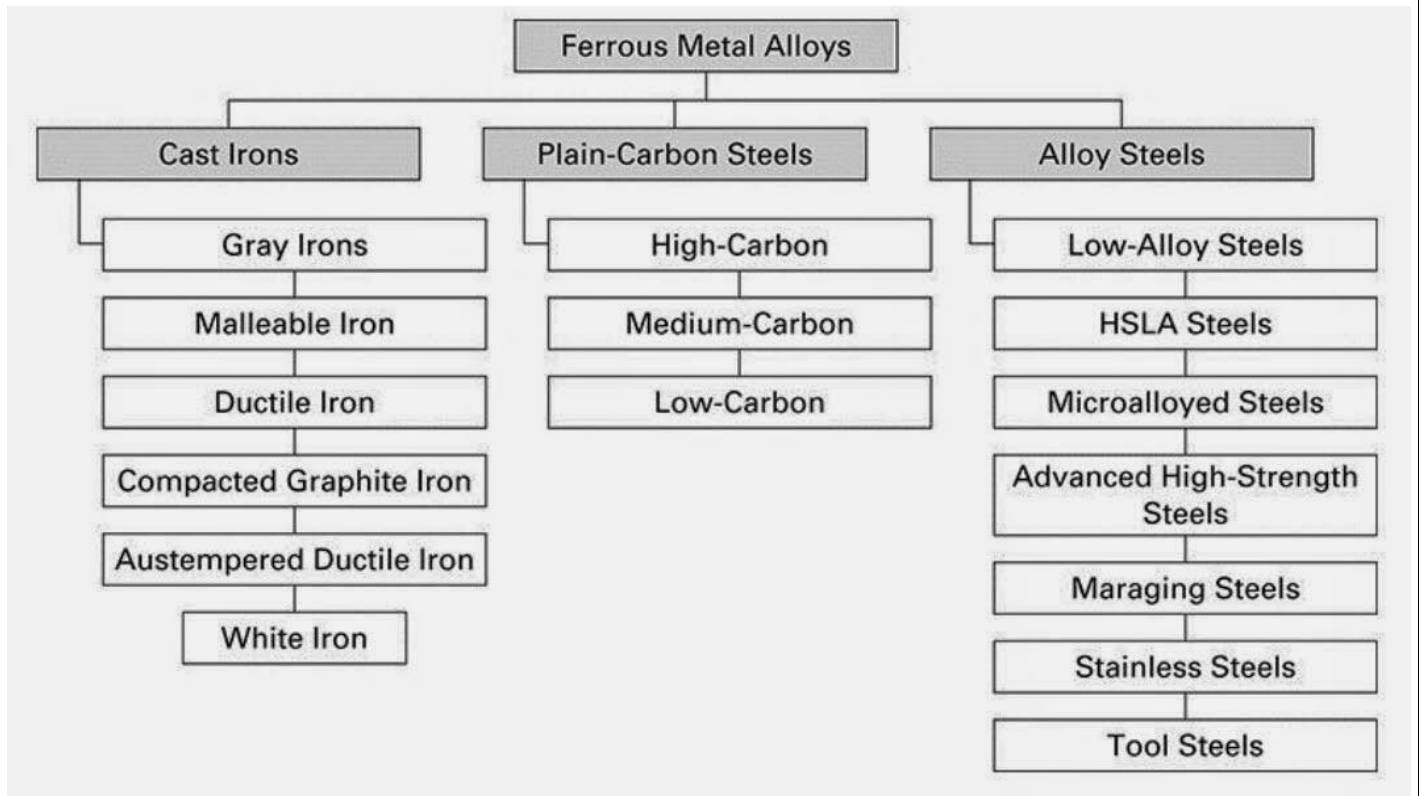 Ferrous Metal Alloys
Cast Irons
Gray Irons
Malleable Iron
Ductile Iron
Compacted Graphite Iron
Austempered Ductile Iron
White Iron
Plain-Carbon Steels
High-Carbon
Medium-Carbon
Low-Carbon
Alloy Steels
Low-Alloy Steels
HSLA Steels
Microalloyed Steels
Advanced High-Strength
Steels
Maraging Steels
Stainless Steels
Tool Steels